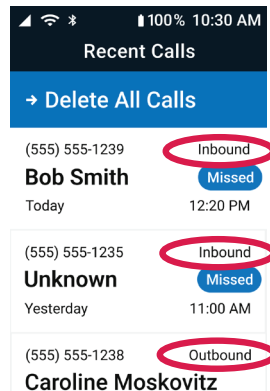 100% 10:30 AM
Recent Calls
→ Delete All Calls
(555) 555-1239 Inbound
Bob Smith Missed
Today 12:20 PM
(555) 555-1235 Inbound
Unknown Missed
Yesterday 11:00 AM
(555) 555-1238 Outbound
Caroline Moskovitz